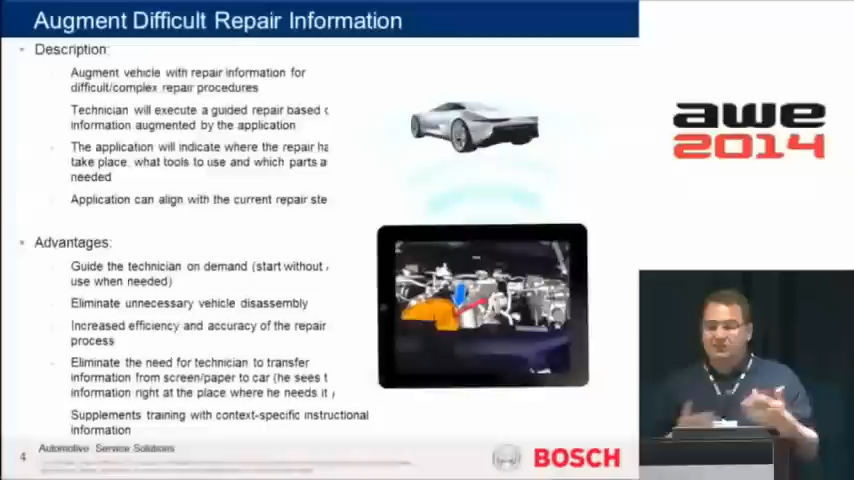 Augment Difficult Repair Information
Description:
Augment vehicle with repair information for
difficult/complex repair procedures
Technician will execute a guided repair based
information augmented by the application
The application will indicate where the repair
take place, what tools to use and which parts
needed
Application can align with the current repair
Advantages:
Guide the technician on demand (start without
use when needed)
Eliminate unnecessary vehicle disassembly
Increased efficiency and accuracy of the repair
process
Eliminate the need for technician to transfer
information from screen/paper to car (he sees
information right at the place where he needs it
Supplements training with context-specific instructional
information
4
Automotive Service Solutions
BOSCH
awe
2014